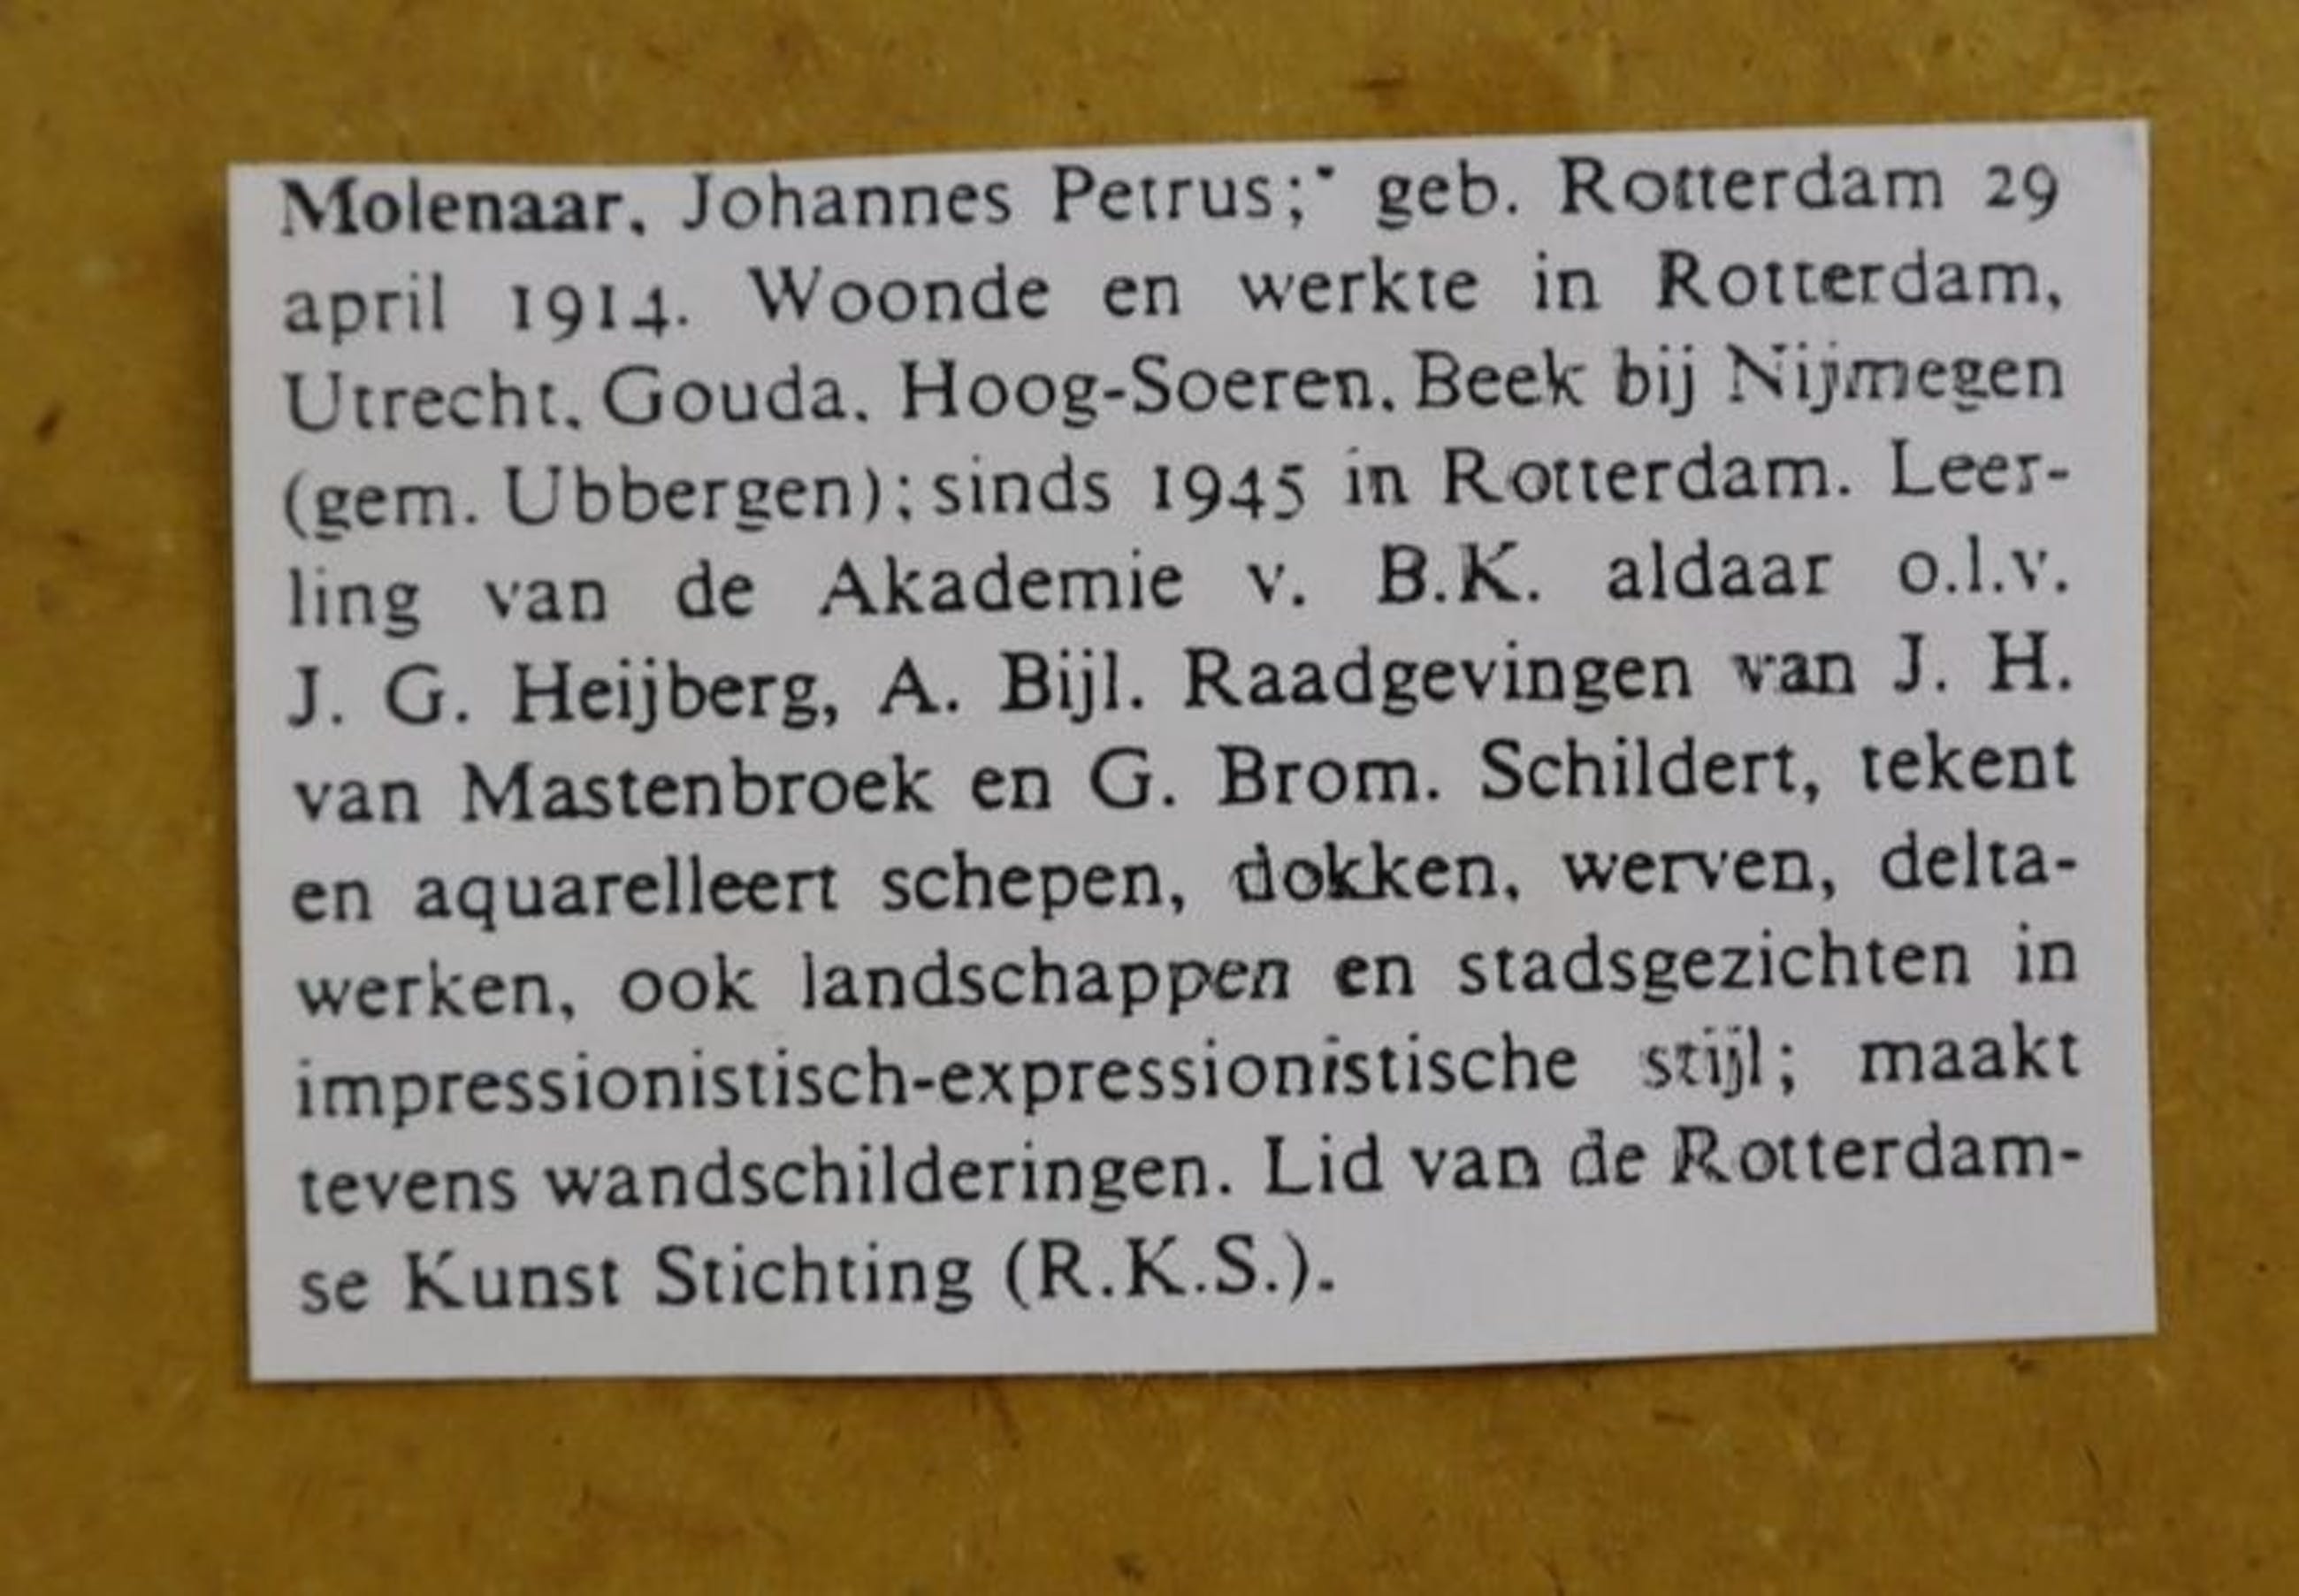 Molenaar, Johannes Petrus; geb. Rotterdam 29
april 1914. Woonde en werkte in Rotterdam,
Utrecht, Gouda, Hoog-Soeren, Beek bij Nijmegen
(gem. Ubbergen); sinds 1945 in Rotterdam. Leer-
ling van de Akademie v. B.K. aldaar o.l.v.
J. G. Heijberg, A. Bijl. Raadgevingen van J. H.
van Mastenbroek en G. Brom. Schildert, tekent
en aquarelleert schepen, dokken, werven, delta-
werken, ook landschappen en stadsgezichten in
impressionistisch-expressionistische stijl; maakt
tevens wandschilderingen. Lid van de Rotterdam-
se Kunst Stichting (R.K.S.).